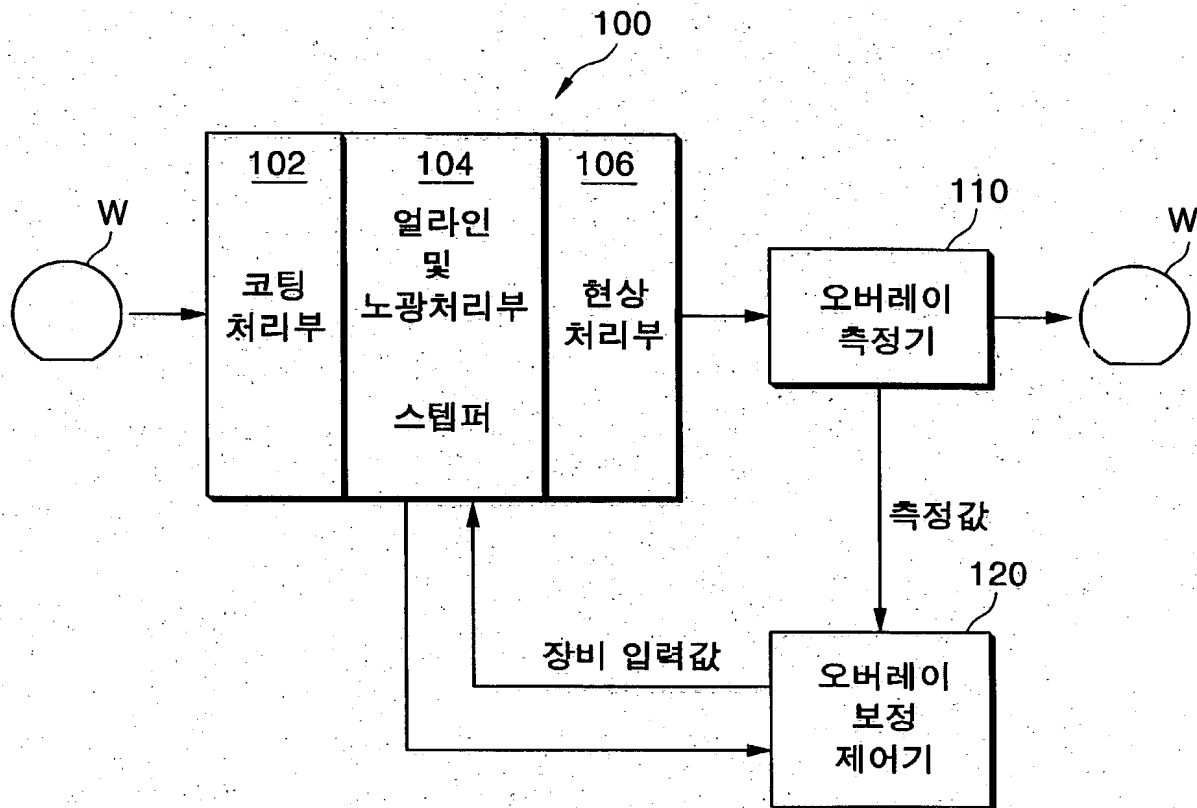 100
102
104
106
110
W
W
코팅
처리부
얼라인
및
노광처리부
스템퍼
현상
처리부
오버레이
측정기
측정값
120
장비 입력값
오버레이
보정
제어기